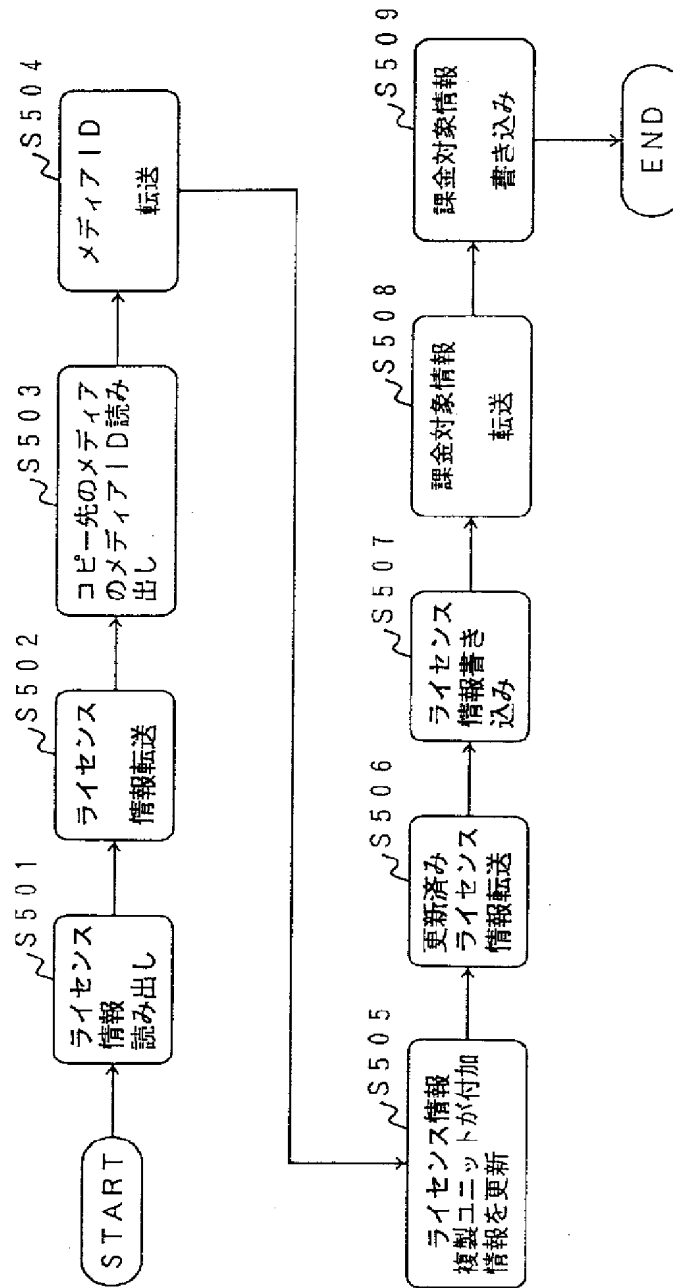 START
S501
ライセンス
情報
読み出し
S502
ライセンス
情報転送
S503
コピー先のメディア
のメディアID読み
出し
S504
メディアID
転送
S505
ライセンス情報
複製ユニットが付加
情報を更新
S506
更新済み
ライセンス
情報転送
S507
ライセンス
情報書き
込み
S508
課金対象情報
転送
S509
課金対象情報
書き込み
END